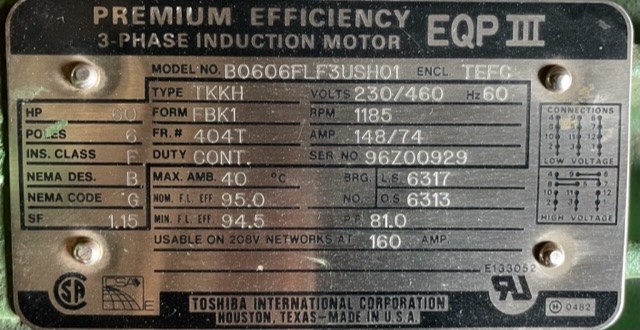 PREMIUM EFFICIENCY
3-PHASE INDUCTION MOTOR EQP III
MODEL NO. B0606FLF3USH01 ENCL TEFC
TYPE TKKH VOLTS 230/460 Hz 60
HP 60 FORM FBK1 RPM 1185
POLES 6 FR.# 404T AMP. 148/74
INS. CLASS F DUTY CONT. SER NO. 96Z00929
NEMA DES. B MAX. AMB. 40 °C BRG L.S. 6317
NEMA CODE G NOM. F.L. EFF 95.0 NO. O.S. 6313
SF 1.15 MIN. F.L. EFF 94.5 P.F. 81.0
USABLE ON 208V NETWORKS AT 160 AMP
CONNECTIONS
LOW VOLTAGE
HIGH VOLTAGE
E133052
TOSHIBA INTERNATIONAL CORPORATION
HOUSTON, TEXAS-MADE IN U.S.A.
0482